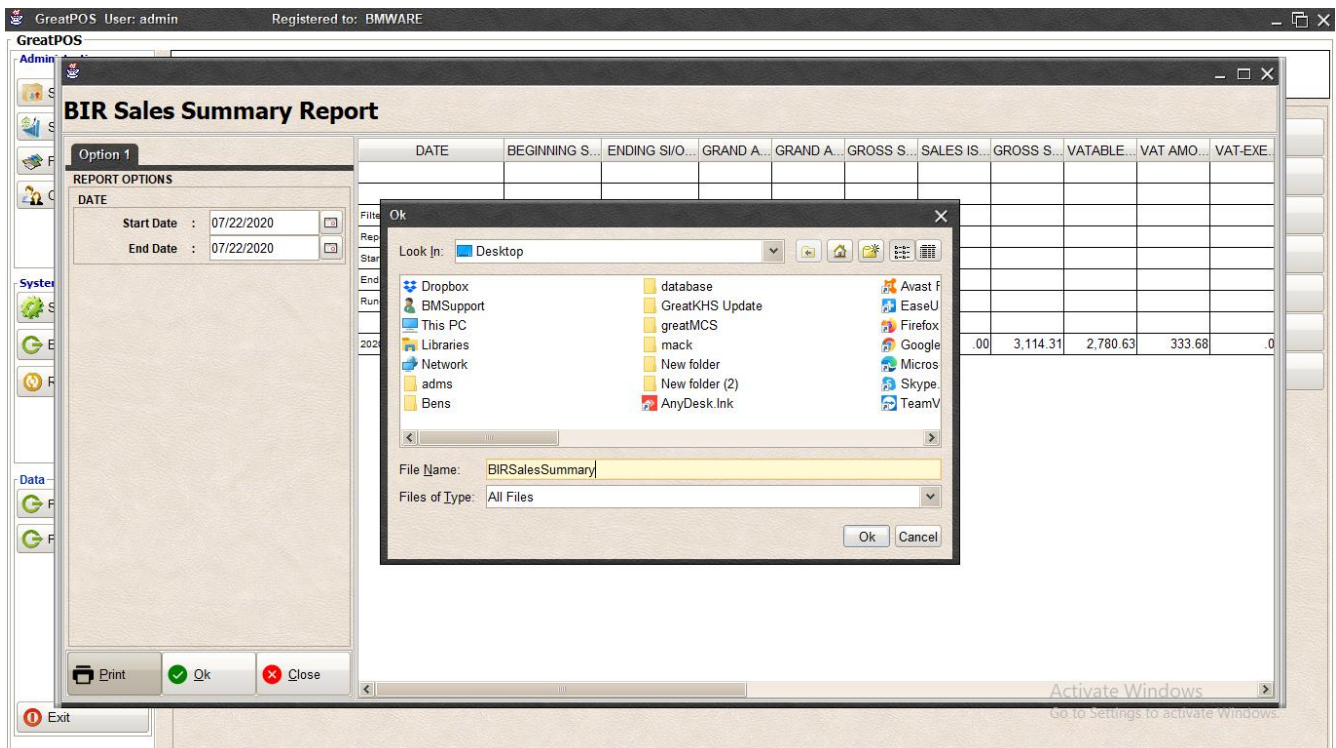 GreatPOS User: admin Registered to: BMWARE
GreatPOS
BIR Sales Summary Report
Option 1
REPORT OPTIONS
DATE
Start Date : 07/22/2020
End Date : 07/22/2020
Print Ok Close
DATE BEGINNING S... ENDING SI/O... GRAND A... GRAND A... GROSS S... SALES IS... GROSS S... VATABLE... VAT AMO... VAT-EXE
.00 3,114.31 2,780.63 333.68 .0
Ok
Look In: Desktop
Dropbox database Avast F
BMSupport GreatKHS Update EaseU
This PC greatMCS Firefox
Libraries mack Google
Network New folder Micros
adms New folder (2) Skype.
Bens AnyDesk.lnk TeamV
File Name: BIRSalesSummary
Files of Type: All Files
Ok Cancel
Data
Exit
Activate Windows
Go to Settings to activate Windows.